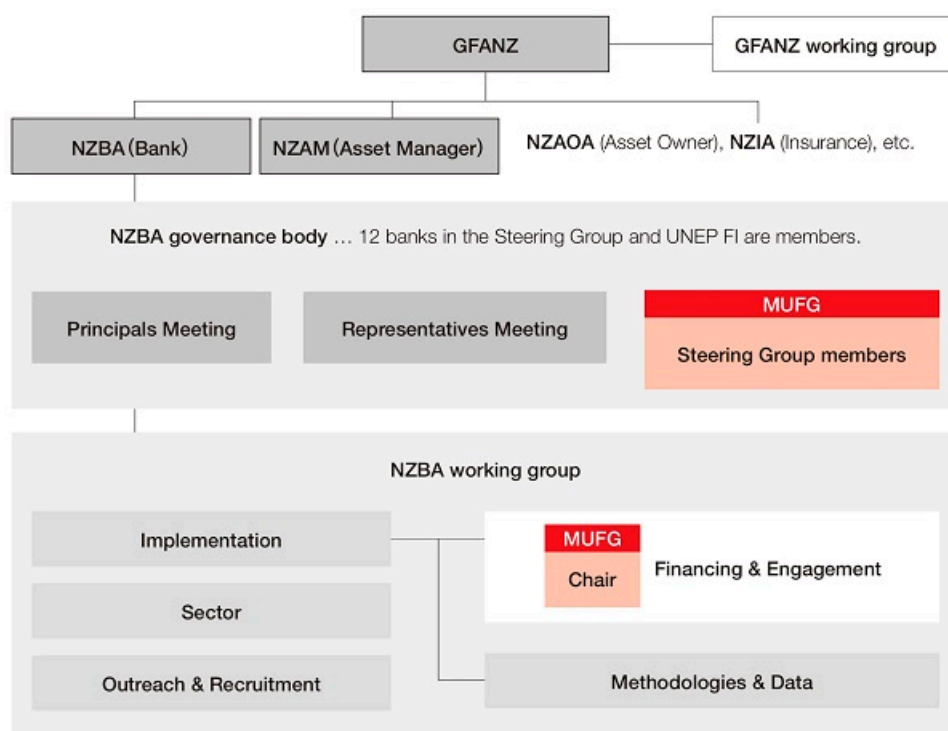 GFANZ
GFANZ working group
NZBA (Bank)
NZAM (Asset Manager)
NZAOA (Asset Owner), NZIA (Insurance), etc.
NZBA governance body … 12 banks in the Steering Group and UNEP FI are members.
Principals Meeting
Representatives Meeting
MUFG
Steering Group members
NZBA working group
Implementation
MUFG
Chair
Financing & Engagement
Sector
Outreach & Recruitment
Methodologies & Data